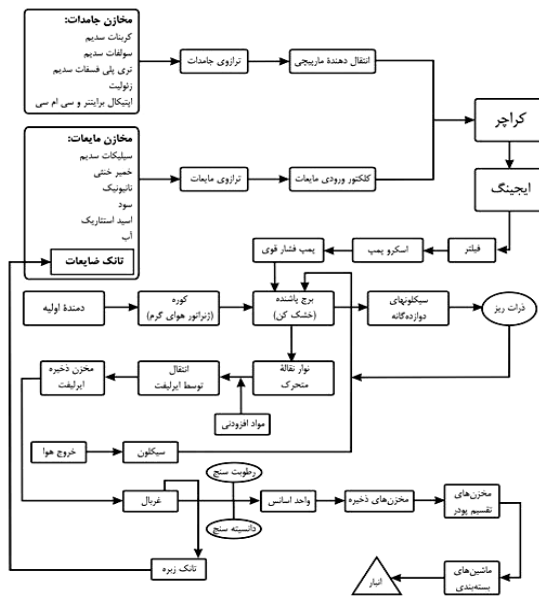 مخازن جامدات:
کربنات سدیم
سولفات سدیم
تری پلی فسفات سدیم
زئولیت
اپتیکال برایتنر و سی ام سی
ترازوی جامدات
انتقال دهندۀ مارپیچی
کراچر
مخازن مایعات:
سیلیکات سدیم
خمیر خنثی
نانیونیک
سود
اسید استئاریک
آب
تانک ضایعات
ترازوی مایعات
کلکتور ورودی مایعات
ایجینگ
فیلتر
اسکرو پمپ
پمپ فشار قوی
دمندۀ اولیه
کوره
(ژنراتور هوای گرم)
برج پاشنده
(خشک کن)
سیکلونهای
دوازده‌گانه
ذرات ریز
نوار نقالۀ
متحرک
انتقال
توسط ایرلیفت
مخزن ذخیره
ایرلیفت
مواد افزودنی
خروج هوا
سیکلون
غربال
رطوبت سنج
دانسیته سنج
واحد اسانس
مخزن‌های ذخیره
مخزن‌های
تقسیم پودر
تانک زبره
ماشین‌های
بسته‌بندی
انبار